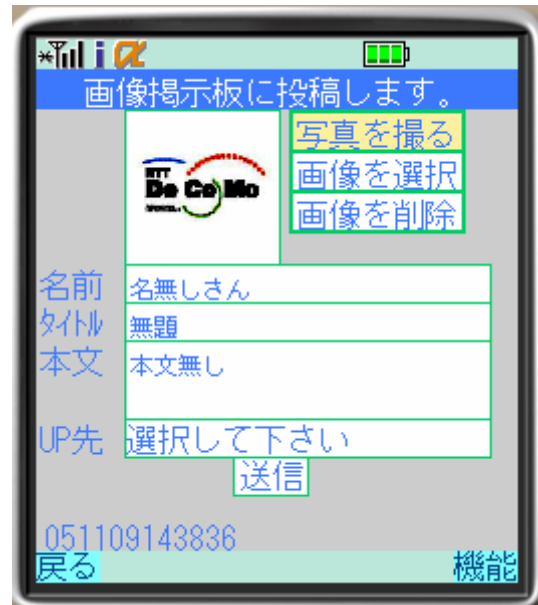 i α
画像掲示板に投稿します。
NTT
De Co Mo
写真を撮る
画像を選択
画像を削除
名前 名無しさん
タイトル 無題
本文 本文無し
UP先 選択して下さい
送信
051109143836
戻る 機能